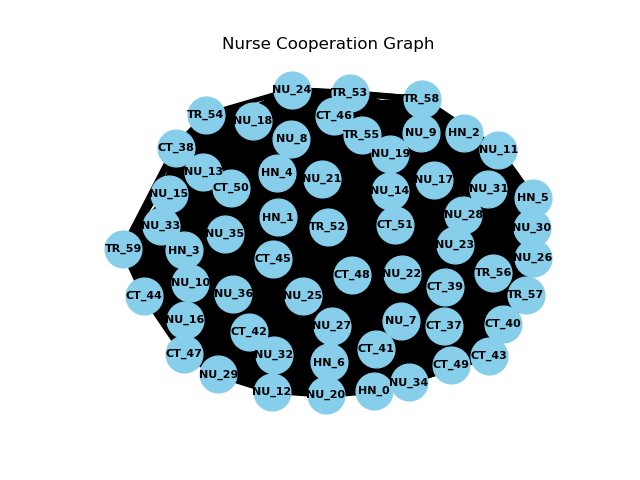 Nurse Cooperation Graph
NU_24
TR_53
TR_58
TR_54
NU_18
CT_46
TR_55
NU_9
HN_2
NU_8
CT_38
NU_19
NU_11
NU_13
HN_4
NU_21
NU_17
CT_50
NU_15
NU_14
NU_31
HN_5
HN_1
NU_28
NU_33
TR_52
CT_51
NU_30
NU_35
TR_59
HN_3
NU_23
CT_45
NU_26
CT_48
NU_22
TR_56
NU_10
CT_39
CT_44
NU_36
NU_25
TR_57
NU_16
NU_7
CT_40
CT_42
NU_27
CT_37
CT_47
NU_32
CT_41
CT_43
HN_6
CT_49
NU_29
NU_34
NU_12
NU_20
HN_0